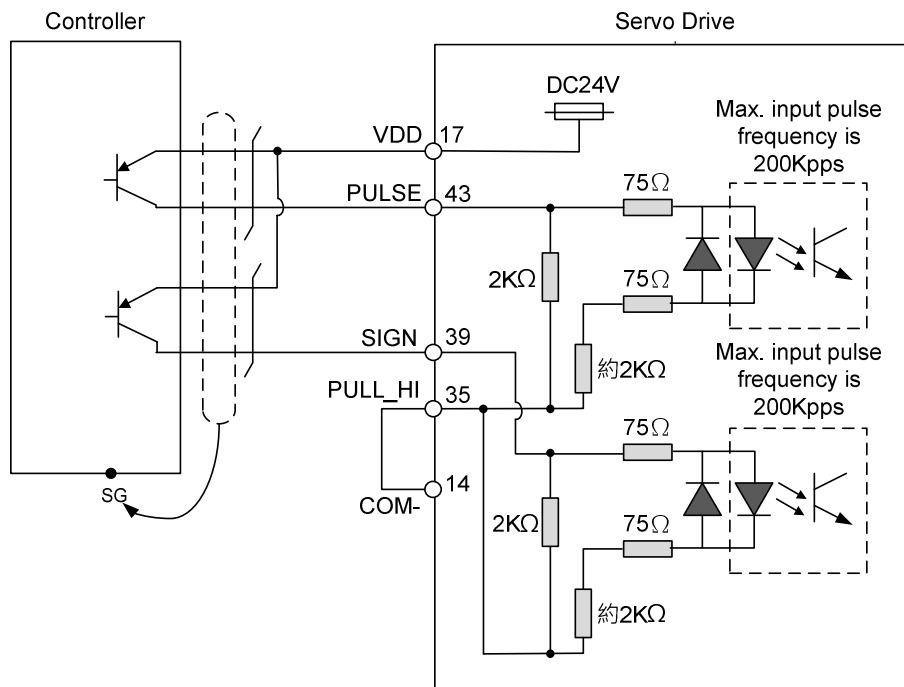 Controller
Servo Drive
DC24V
Max. input pulse
frequency is
200Kpps
VDD 17
PULSE 43
75Ω
2KΩ
75Ω
SIGN 39
約2KΩ
PULL_HI 35
Max. input pulse
frequency is
200Kpps
75Ω
SG
14
COM-
2KΩ
75Ω
約2KΩ